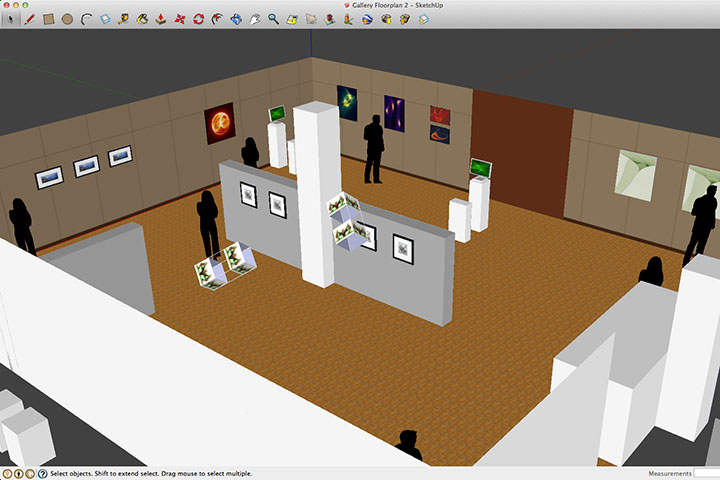 Gallery Floorplan 2 – SketchUp
Select objects. Shift to extend select. Drag mouse to select multiple.
Measurements